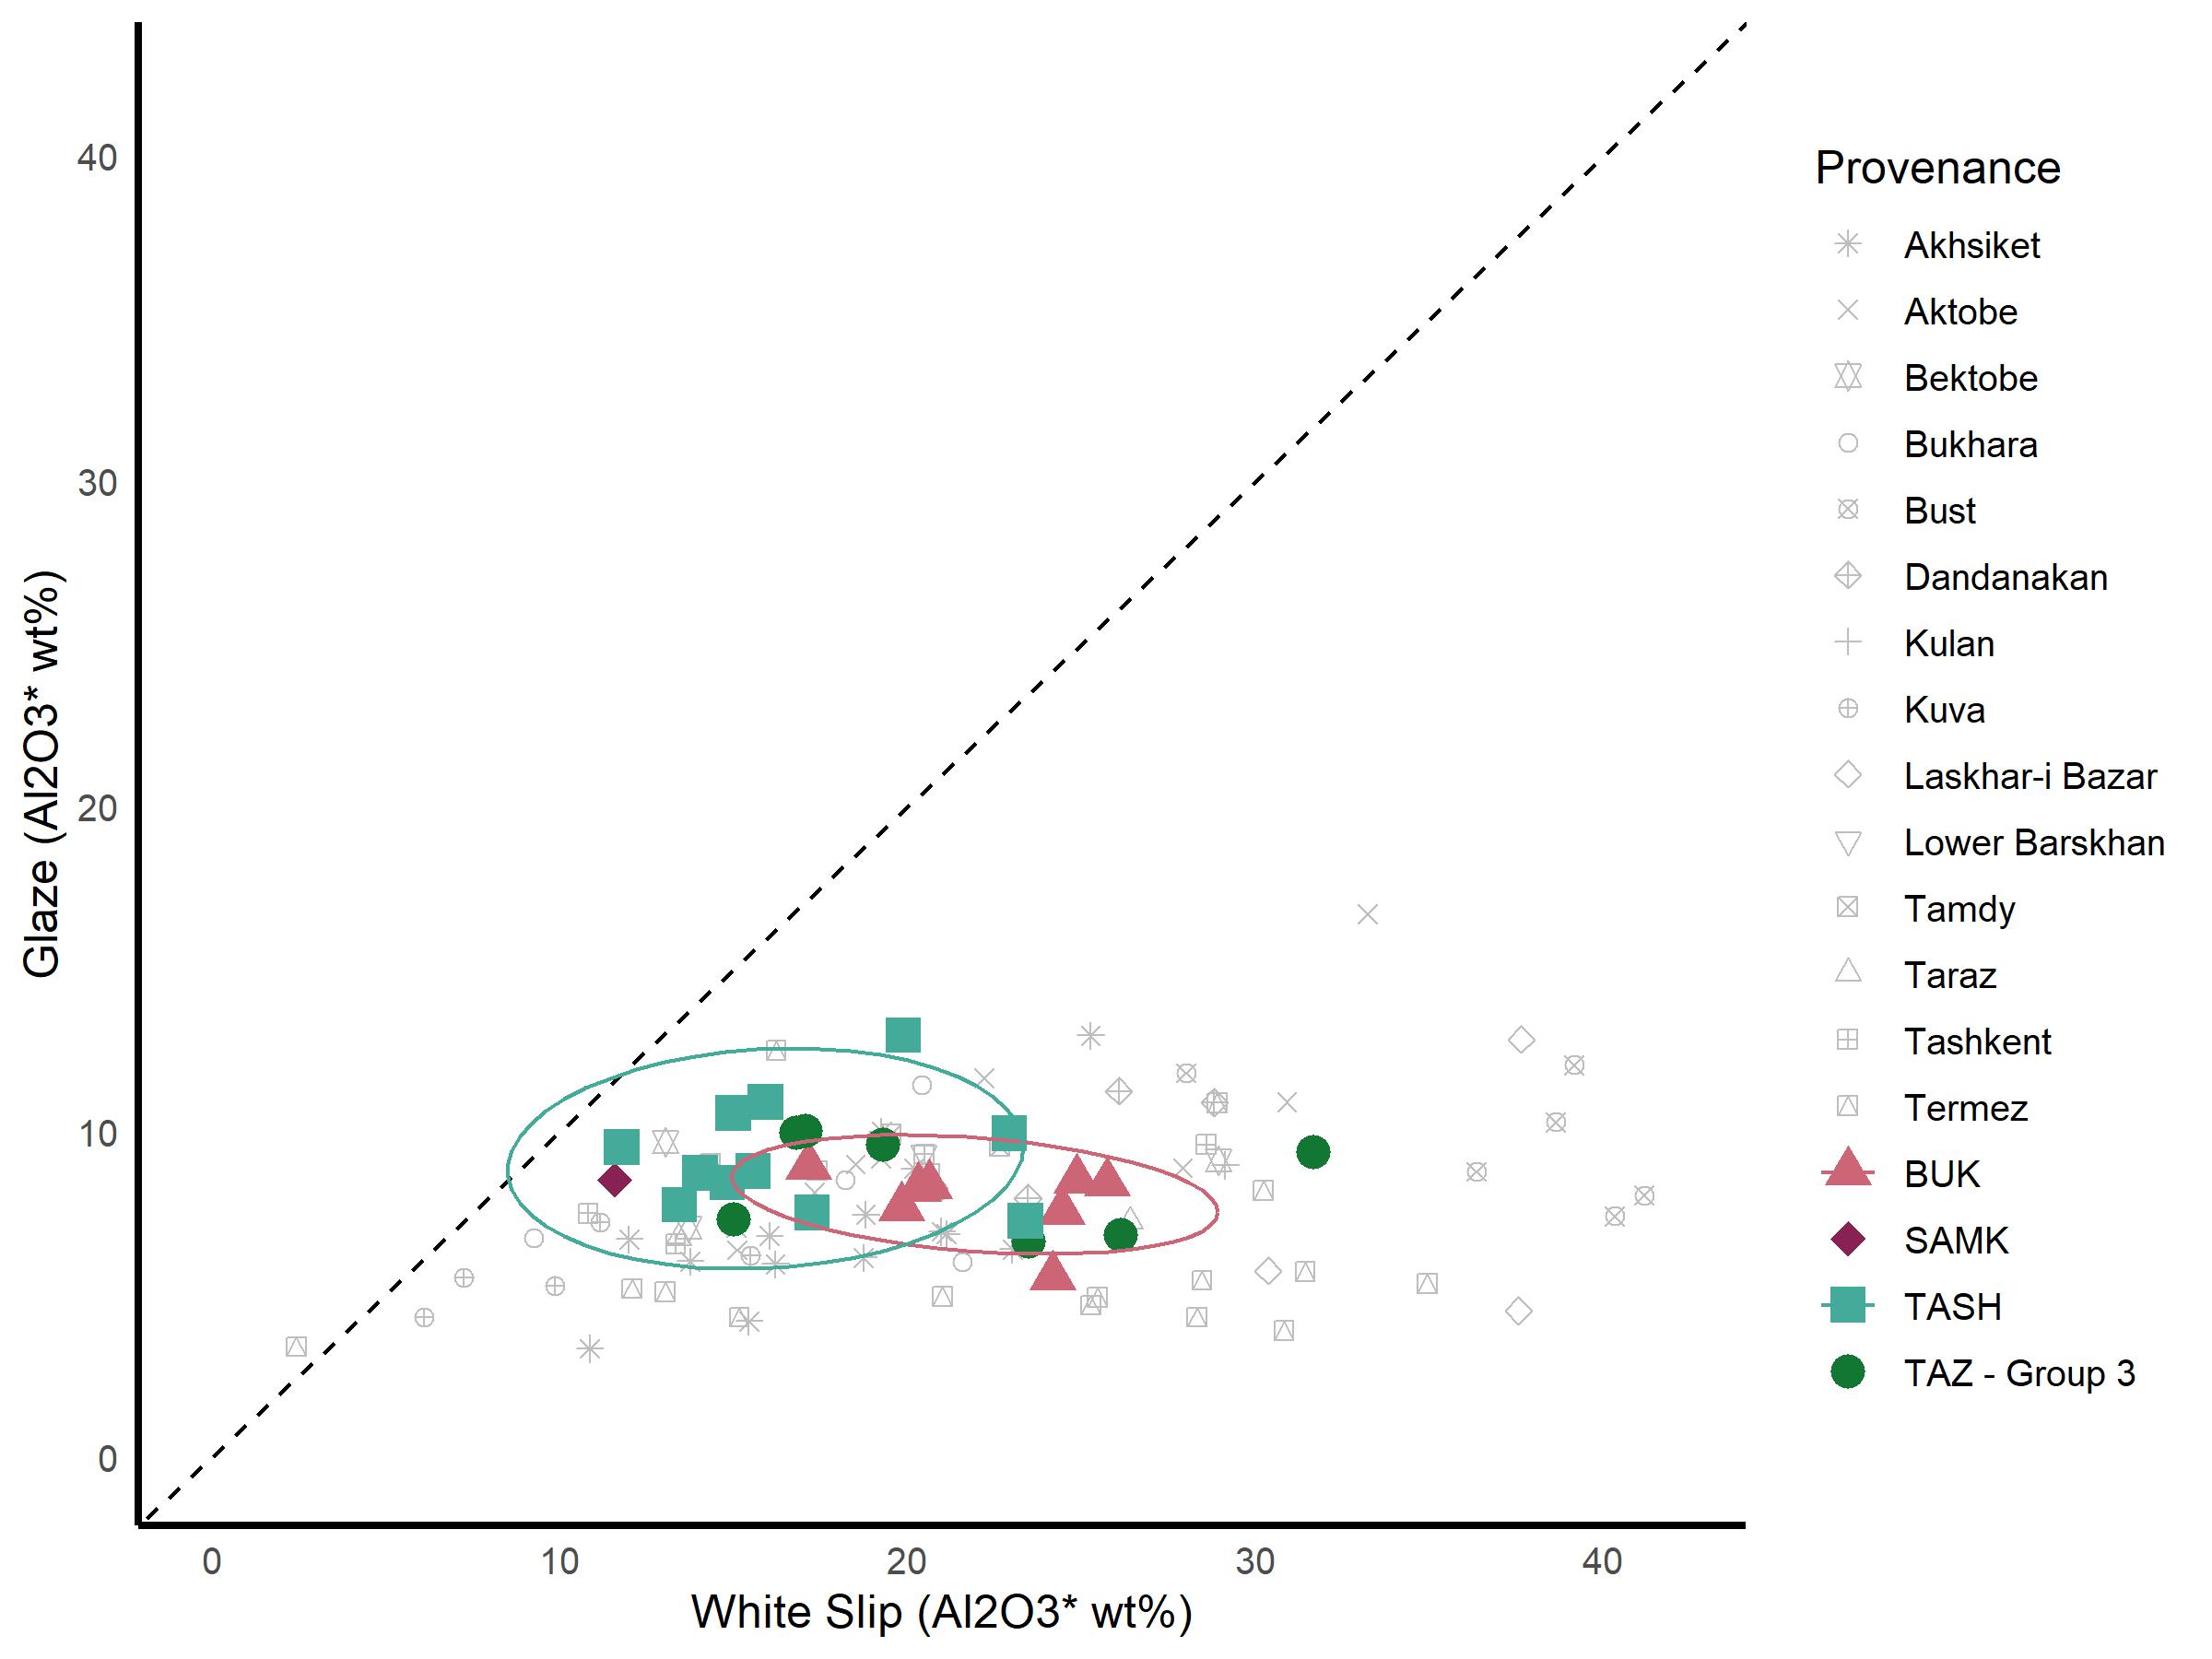 Glaze (Al2O3* wt%)
40
30
20
10
0
0 10 20 30 40
White Slip (Al2O3* wt%)
Provenance
Akhsiket
Aktobe
Bektobe
Bukhara
Bust
Dandanakan
Kulan
Kuva
Laskhar-i Bazar
Lower Barskhan
Tamdy
Taraz
Tashkent
Termez
BUK
SAMK
TASH
TAZ - Group 3